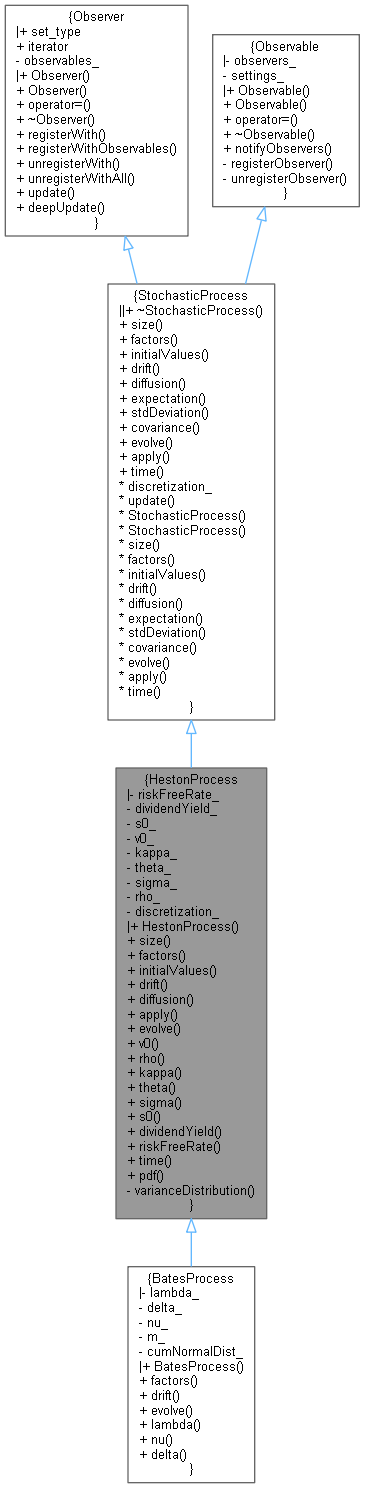 {Observer
|+ set_type
+ iterator
- observables_
|+ Observer()
+ Observer()
+ operator=()
+ ~Observer()
+ registerWith()
+ registerWithObservables()
+ unregisterWith()
+ unregisterWithAll()
+ update()
+ deepUpdate()
}
{Observable
|- observers_
- settings_
|+ Observable()
+ Observable()
+ operator=()
+ ~Observable()
+ notifyObservers()
- registerObserver()
- unregisterObserver()
}
{StochasticProcess
||+ ~StochasticProcess()
+ size()
+ factors()
+ initialValues()
+ drift()
+ diffusion()
+ expectation()
+ stdDeviation()
+ covariance()
+ evolve()
+ apply()
+ time()
* discretization_
* update()
* StochasticProcess()
* StochasticProcess()
* size()
* factors()
* initialValues()
* drift()
* diffusion()
* expectation()
* stdDeviation()
* covariance()
* evolve()
* apply()
* time()
}
{HestonProcess
|- riskFreeRate_
- dividendYield_
- s0_
- v0_
- kappa_
- theta_
- sigma_
- rho_
- discretization_
|+ HestonProcess()
+ size()
+ factors()
+ initialValues()
+ drift()
+ diffusion()
+ apply()
+ evolve()
+ v0()
+ rho()
+ kappa()
+ theta()
+ sigma()
+ s0()
+ dividendYield()
+ riskFreeRate()
+ time()
+ pdf()
- varianceDistribution()
}
{BatesProcess
|- lambda_
- delta_
- nu_
- m_
- cumNormalDist_
|+ BatesProcess()
+ factors()
+ drift()
+ evolve()
+ lambda()
+ nu()
+ delta()
}